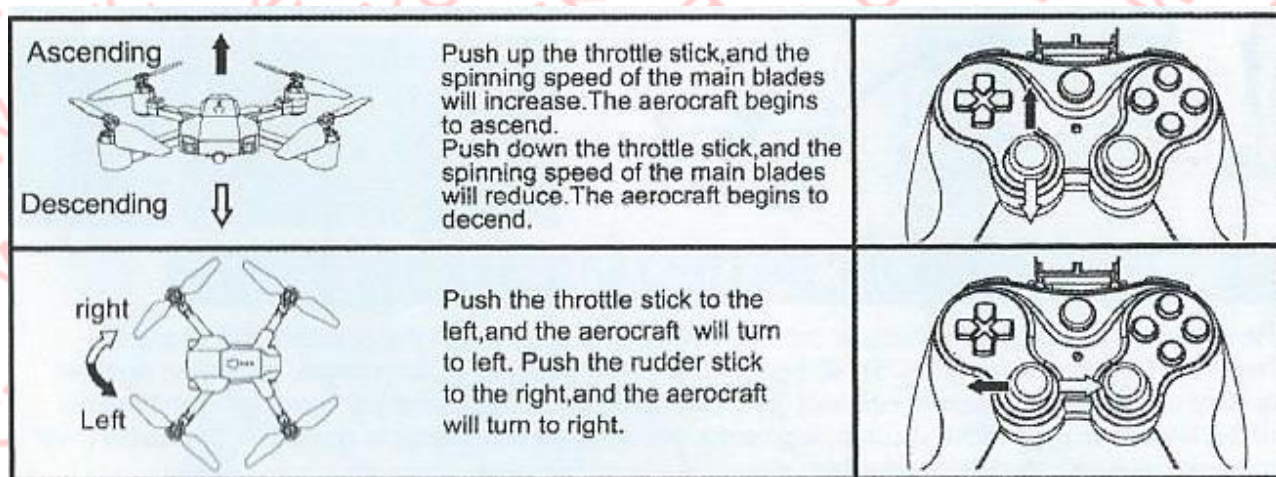 Ascending
Descending
Push up the throttle stick,and the
spinning speed of the main blades
will increase.The aerocraft begins
to ascend.
Push down the throttle stick,and the
spinning speed of the main blades
will reduce.The aerocraft begins to
decend.
right
Left
Push the throttle stick to the
left,and the aerocraft will turn
to left. Push the rudder stick
to the right,and the aerocraft
will turn to right.